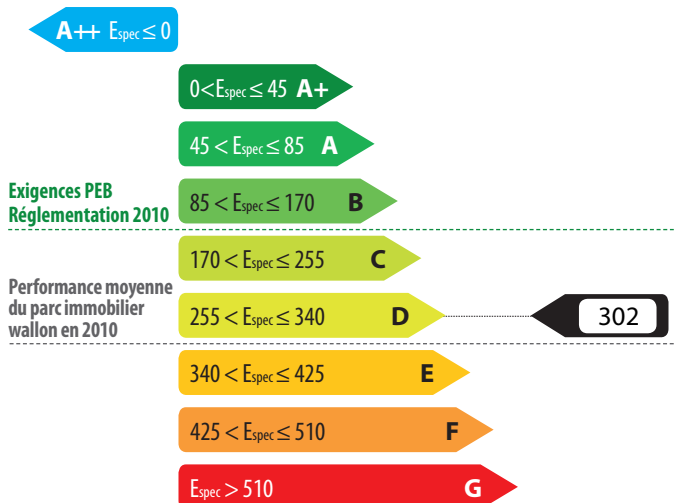 A++ Espec ≤ 0
0<Espec ≤ 45 A+
45 < Espec ≤ 85 A
Exigences PEB
Réglementation 2010
85 < Espec ≤ 170 B
170 < Espec ≤ 255 C
Performance moyenne
du parc immobilier
wallon en 2010
255 < Espec ≤ 340 D
302
340 < Espec ≤ 425 E
425 < Espec ≤ 510 F
Espec > 510 G